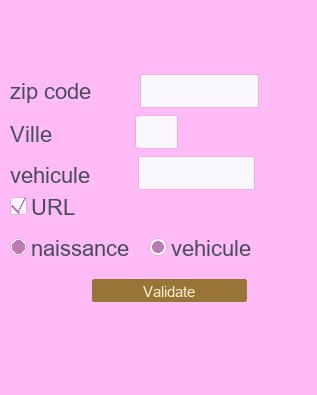 zip code
Ville
vehicule
URL
naissance vehicule
Validate